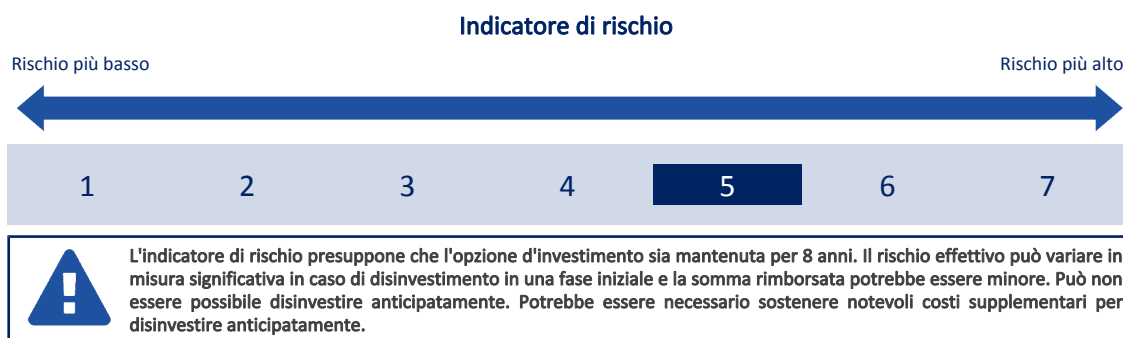 Indicatore di rischio
Rischio più basso
Rischio più alto
1 2 3 4 5 6 7
L'indicatore di rischio presuppone che l'opzione d'investimento sia mantenuta per 8 anni. Il rischio effettivo può variare in
misura significativa in caso di disinvestimento in una fase iniziale e la somma rimborsata potrebbe essere minore. Può non
essere possibile disinvestire anticipatamente. Potrebbe essere necessario sostenere notevoli costi supplementari per
disinvestire anticipatamente.